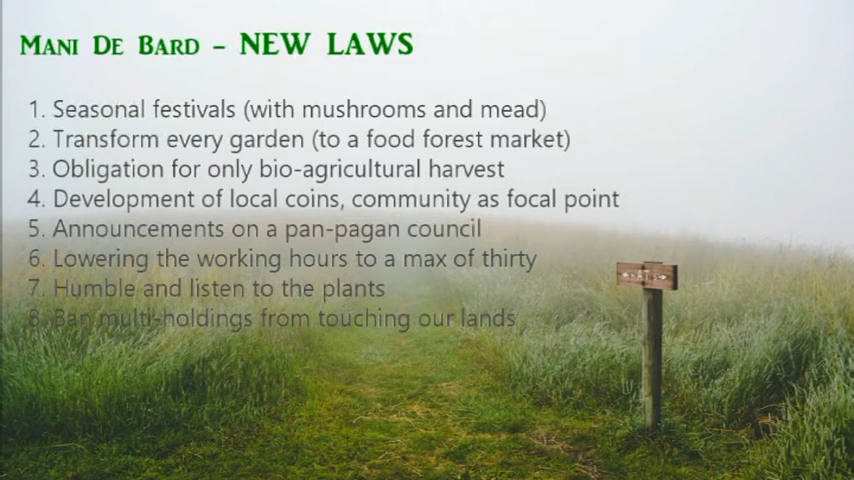 Mani De Bard – NEW LAWS
1. Seasonal festivals (with mushrooms and mead)
2. Transform every garden (to a food forest market)
3. Obligation for only bio-agricultural harvest
4. Development of local coins, community as focal point
5. Announcements on a pan-pagan council
6. Lowering the working hours to a max of thirty
7. Humble and listen to the plants
8. Ban multi-holdings from touching our lands